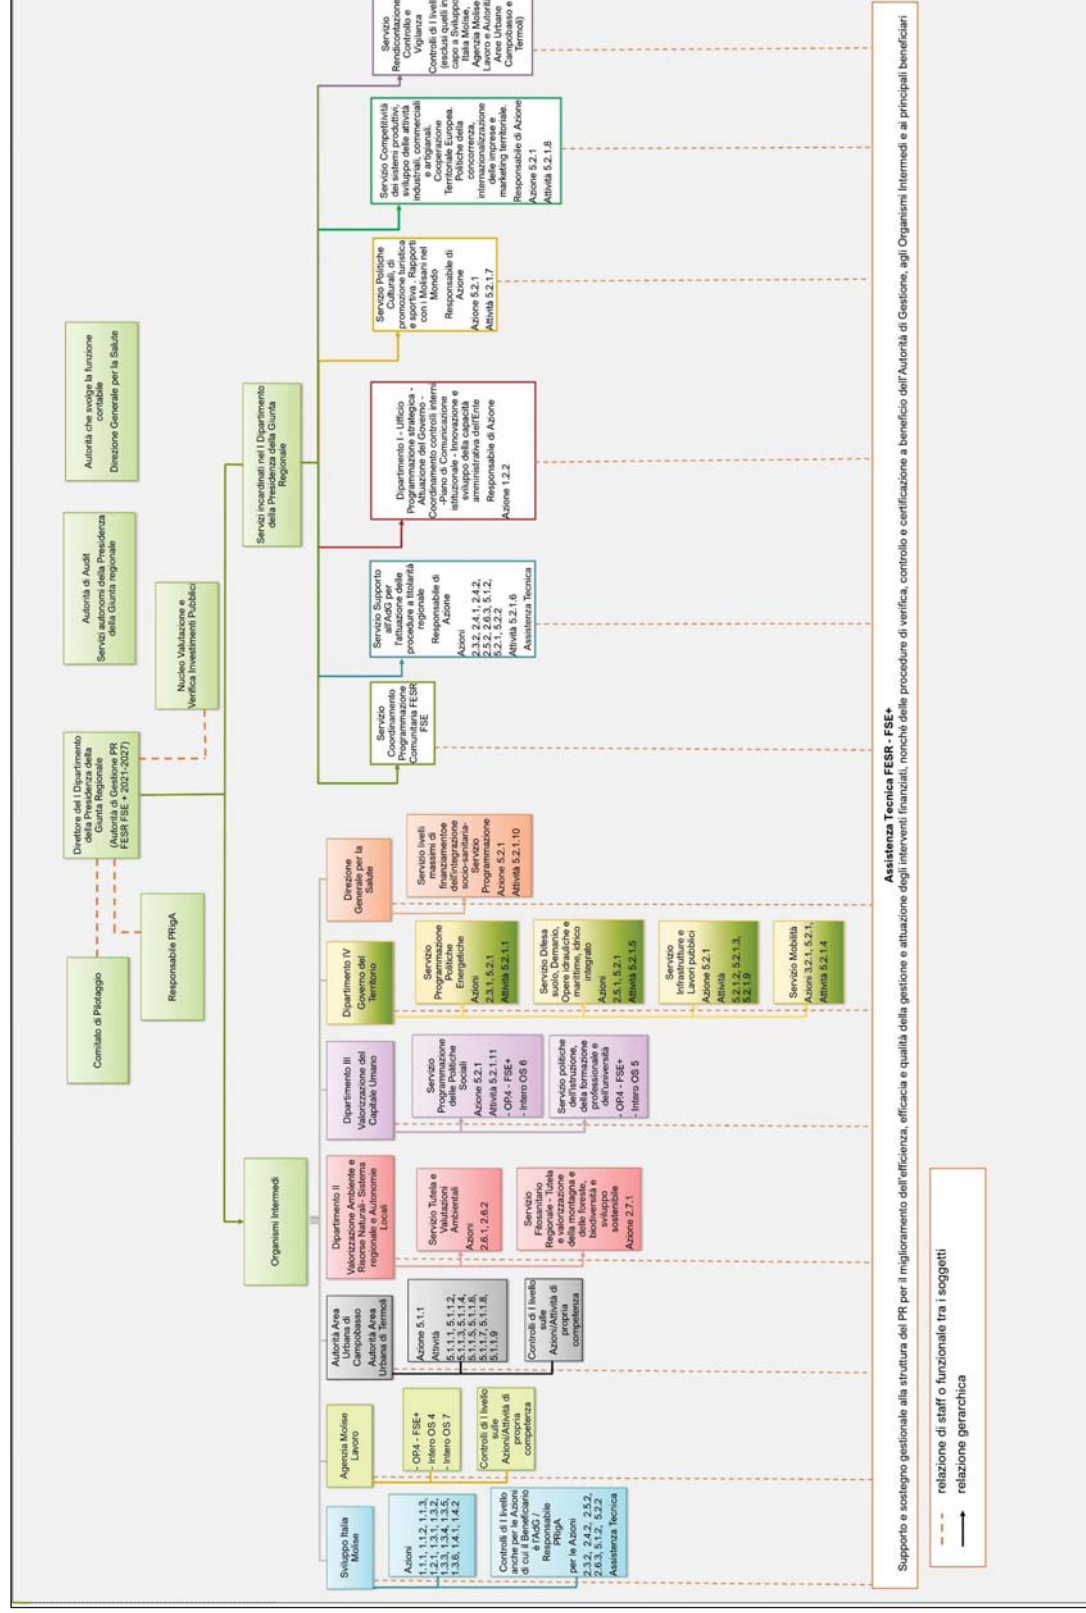 Comitato di Pilotaggio
Responsabile PRigA
Direttore del I Dipartimento
della Presidenza della
Giunta Regionale
(Autorità di Gestione PR
FESR FSE + 2021-2027)
Nucleo Valutazione e
Verifica Investimenti Pubblici
Autorità di Audit
Servizi autonomi della Presidenza
della Giunta regionale
Autorità che svolge la funzione
contabile
Direzione Generale per la Salute
Organismi Intermedi
Servizi incardinati nel I Dipartimento
della Presidenza della Giunta
Regionale
Sviluppo Italia
Molise
Azioni
1.1.1, 1.1.2, 1.1.3,
1.2.1, 1.3.1, 1.3.2,
1.3.3, 1.3.4, 1.3.5,
1.3.6, 1.4.1, 1.4.2
Controlli di I livello
anche per le Azioni
di cui il Beneficiario
è l'AdG /
Responsabile
PRigA
per le Azioni
2.3.2, 2.4.2, 2.5.2,
2.6.3, 5.1.2, 5.2.2
Assistenza Tecnica
Agenzia Molise
Lavoro
- OP.4 - FSE+
- Intero OS 4
- Intero OS 7
Controlli di I livello
sulle
Azioni/Attività di
propria
competenza
Autorità Area
Urbana di
Campobasso
Autorità Area
Urbana di Termoli
Azione 5.1.1
Attività
5.1.1.1, 5.1.1.2,
5.1.1.3, 5.1.1.4,
5.1.1.5, 5.1.1.6,
5.1.1.7, 5.1.1.8,
5.1.1.9
Controlli di I livello
sulle
Azioni/Attività di
propria
competenza
Dipartimento II
Valorizzazione Ambiente e
Risorse Naturali- Sistema
regionale e Autonomie
Locali
Servizio Tutela e
Valutazioni
Ambientali
Azioni
2.6.1, 2.6.2
Servizio
Fitosanitario
Regionale - Tutela
e valorizzazione
della montagna e
delle foreste,
biodiversità e
sviluppo
sostenibile
Azione 2.7.1
Dipartimento III
Valorizzazione del
Capitale Umano
Servizio
Programmazione
delle Politiche
Sociali
Azione 5.2.1
Attività 5.2.1.11
- OP.4 - FSE+
- Intero OS 6
Servizio politiche
dell'istruzione,
della formazione
professionale e
dell'università
- OP.4 - FSE+
- Intero OS 5
Dipartimento IV
Governo del
Territorio
Servizio
Programmazione
Politiche
Energetiche
Azioni
2.3.1, 5.2.1
Attività 5.2.1.1
Servizio Difesa
suolo, Demanio,
Opere idrauliche e
marittime, idrico
integrato
Azioni
2.5.1, 5.2.1
Attività 5.2.1.5
Servizio
Infrastrutture e
Lavori pubblici
Azione 5.2.1
Attività
5.2.1.2, 5.2.1.3,
5.2.1.9
Servizio Mobilità
Azioni 3.2.1, 5.2.1,
Attività 5.2.1.4
Direzione
Generale per la
Salute
Servizio livelli
massimi di
finanziamentoe
dell'integrazione
socio-sanitaria-
Servizio
Programmazione
Azione 5.2.1
Attività 5.2.1.10
Servizio
Coordinamento
Programmazione
Comunitaria FESR
FSE
Servizio Supporto
all'AdG per
l'attuazione delle
procedure a titolarità
regionale
Responsabile di
Azione
Azioni
2.3.2, 2.4.1, 2.4.2,
2.5.2, 2.6.3, 5.1.2,
5.2.1, 5.2.2
Attività 5.2.1.6
Assistenza Tecnica
Dipartimento I - Ufficio
Programmazione strategica -
Attuazione del Governo -
Coordinamento controlli interni
-Piano di Comunicazione
istituzionale - Innovazione e
sviluppo della capacità
amministrativa dell'Ente
Responsabile di Azione
Azione 1.2.2
Servizio Politiche
Culturali, di
promozione turistica
e sportiva . Rapporti
con i Molisani nel
Mondo
Responsabile di
Azione
Azione 5.2.1
Attività 5.2.1.7
Servizio Competitività
dei sistemi produttivi,
sviluppo delle attività
industriali, commerciali
e artigianali.
Cooperazione
Territoriale Europea.
Politiche della
concorrenza,
internazionalizzazione
delle imprese e
marketing territoriale.
Responsabile di Azione
Azione 5.2.1
Attività 5.2.1.8
Servizio
Rendicontazione,
Controllo e
Vigilanza
Controlli di I livello
(esclusi quelli in
capo a Sviluppo
Italia Molise,
Agenzia Molise
Lavoro e Autorità
Aree Urbane
Campobasso e
Termoli)
Assistenza Tecnica FESR - FSE+
Supporto e sostegno gestionale alla struttura del PR per il miglioramento dell'efficienza, efficacia e qualità della gestione e attuazione degli interventi finanziati, nonché delle procedure di verifica, controllo e certificazione a beneficio dell'Autorità di Gestione, agli Organismi Intermedi e ai principali beneficiari
relazione di staff o funzionale tra i soggetti
relazione gerarchica